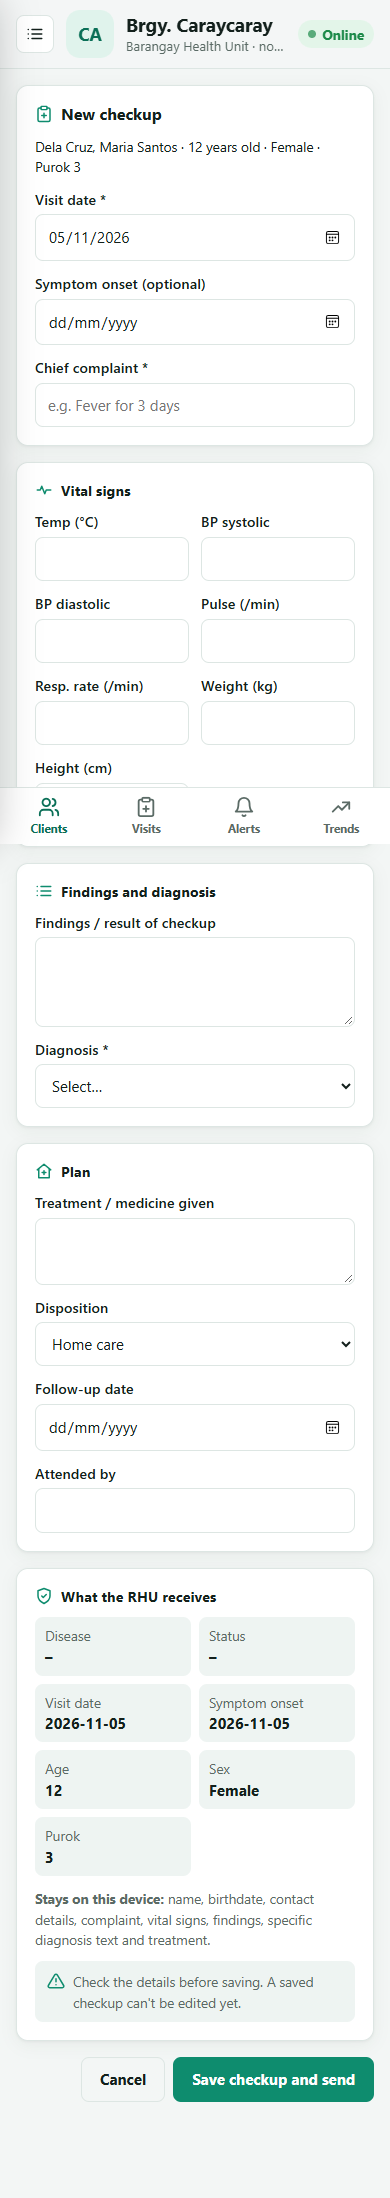 CA
Brgy. Caraycaray
Barangay Health Unit · no...
Online
New checkup
Dela Cruz, Maria Santos · 12 years old · Female ·
Purok 3
Visit date *
05/11/2026
Symptom onset (optional)
dd/mm/yyyy
Chief complaint *
e.g. Fever for 3 days
Vital signs
Temp (°C)
BP systolic
BP diastolic
Pulse (/min)
Resp. rate (/min)
Weight (kg)
Height (cm)
Clients
Visits
Alerts
Trends
Findings and diagnosis
Findings / result of checkup
Diagnosis *
Select...
Plan
Treatment / medicine given
Disposition
Home care
Follow-up date
dd/mm/yyyy
Attended by
What the RHU receives
Disease
–
Status
–
Visit date
2026-11-05
Symptom onset
2026-11-05
Age
12
Sex
Female
Purok
3
Stays on this device: name, birthdate, contact
details, complaint, vital signs, findings, specific
diagnosis text and treatment.
Check the details before saving. A saved
checkup can't be edited yet.
Cancel
Save checkup and send